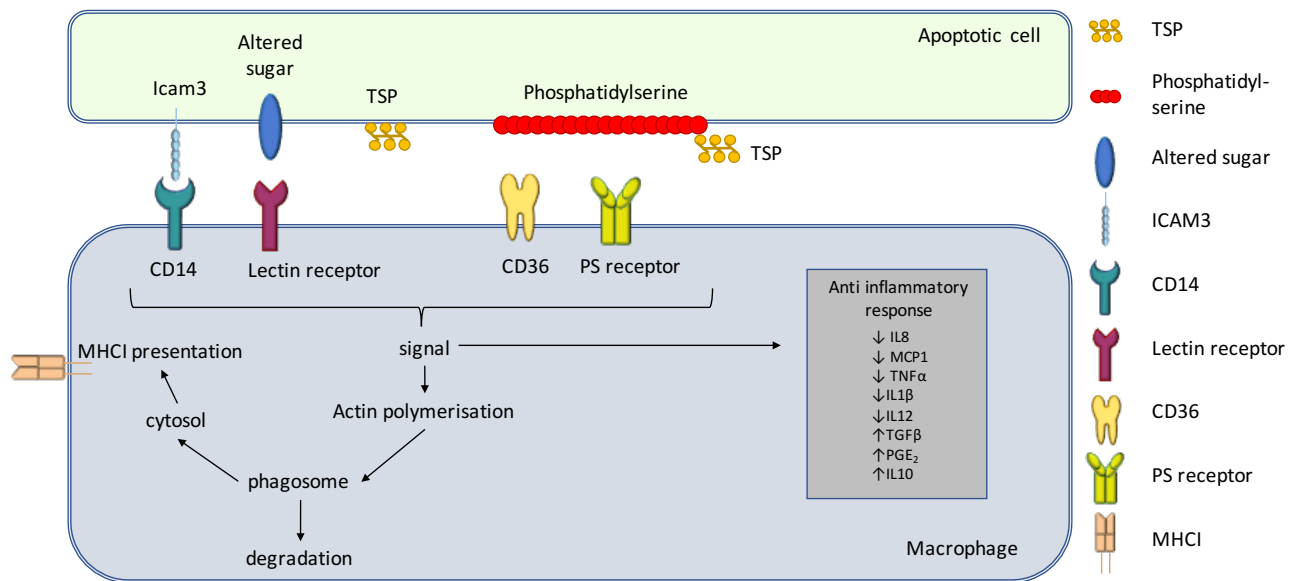 Apoptotic cell
Altered
sugar
Icam3
TSP
Phosphatidylserine
TSP
CD14
Lectin receptor
CD36
PS receptor
MHCI presentation
signal
cytosol
Actin polymerisation
phagosome
degradation
Anti inflammatory
response
↓ IL8
↓ MCP1
↓ TNFα
↓IL1β
↓IL12
↑TGFβ
↑PGE₂
↑IL10
Macrophage
TSP
Phosphatidyl-
serine
Altered sugar
ICAM3
CD14
Lectin receptor
CD36
PS receptor
MHCI